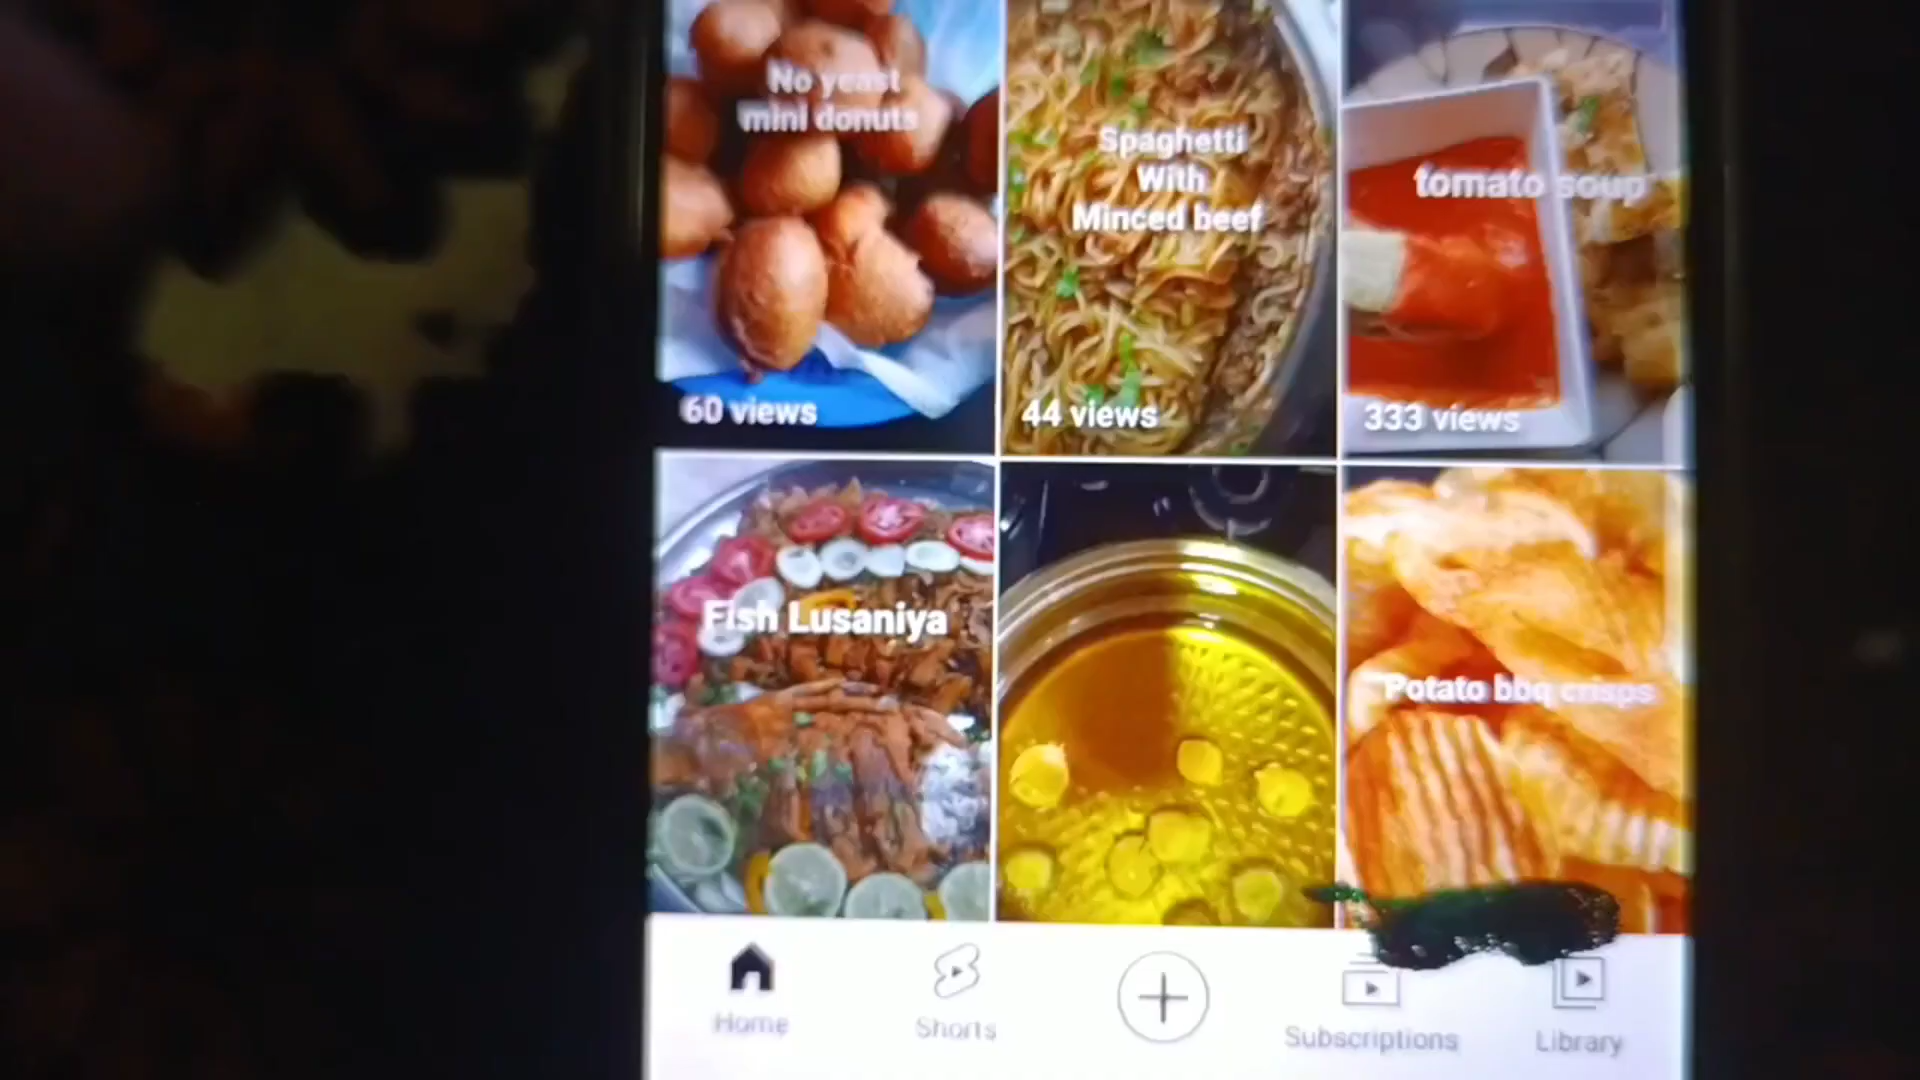 No yeast
mini donuts
Spaghetti
With
Minced beef
tomato soup
60 views
44 views
333 views
Fish Lusaniya
Potato bbq crisps
Home
Shorts
Subscriptions
Library